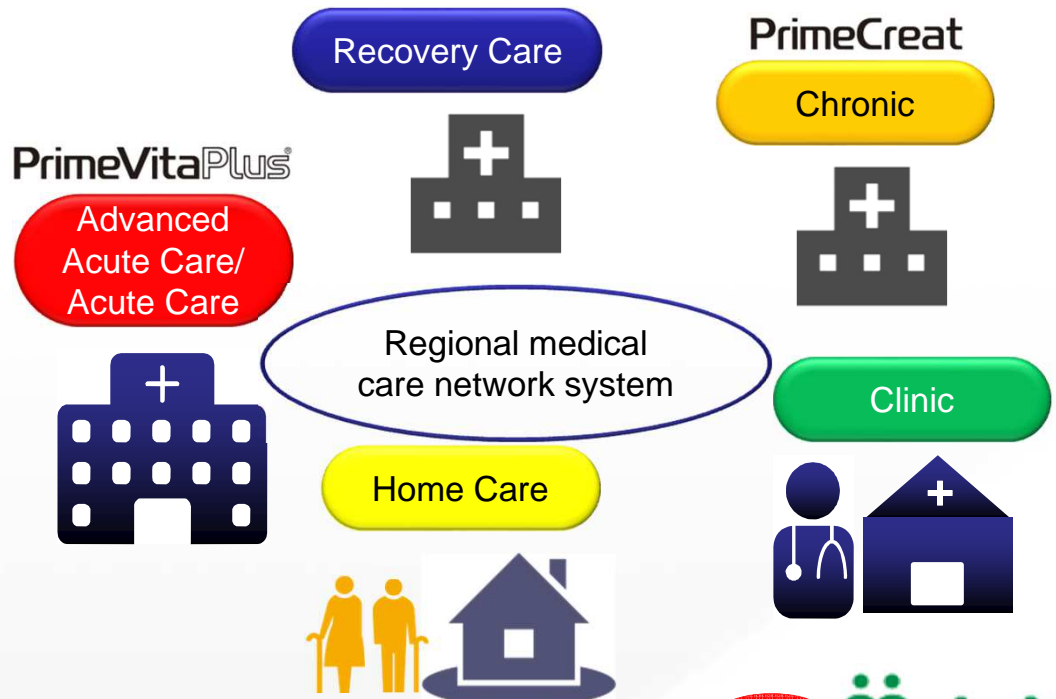 Recovery Care
PrimeCreat
Chronic
PrimeVitaPlus
Advanced
Acute Care/
Acute Care
Regional medical
care network system
Clinic
Home Care